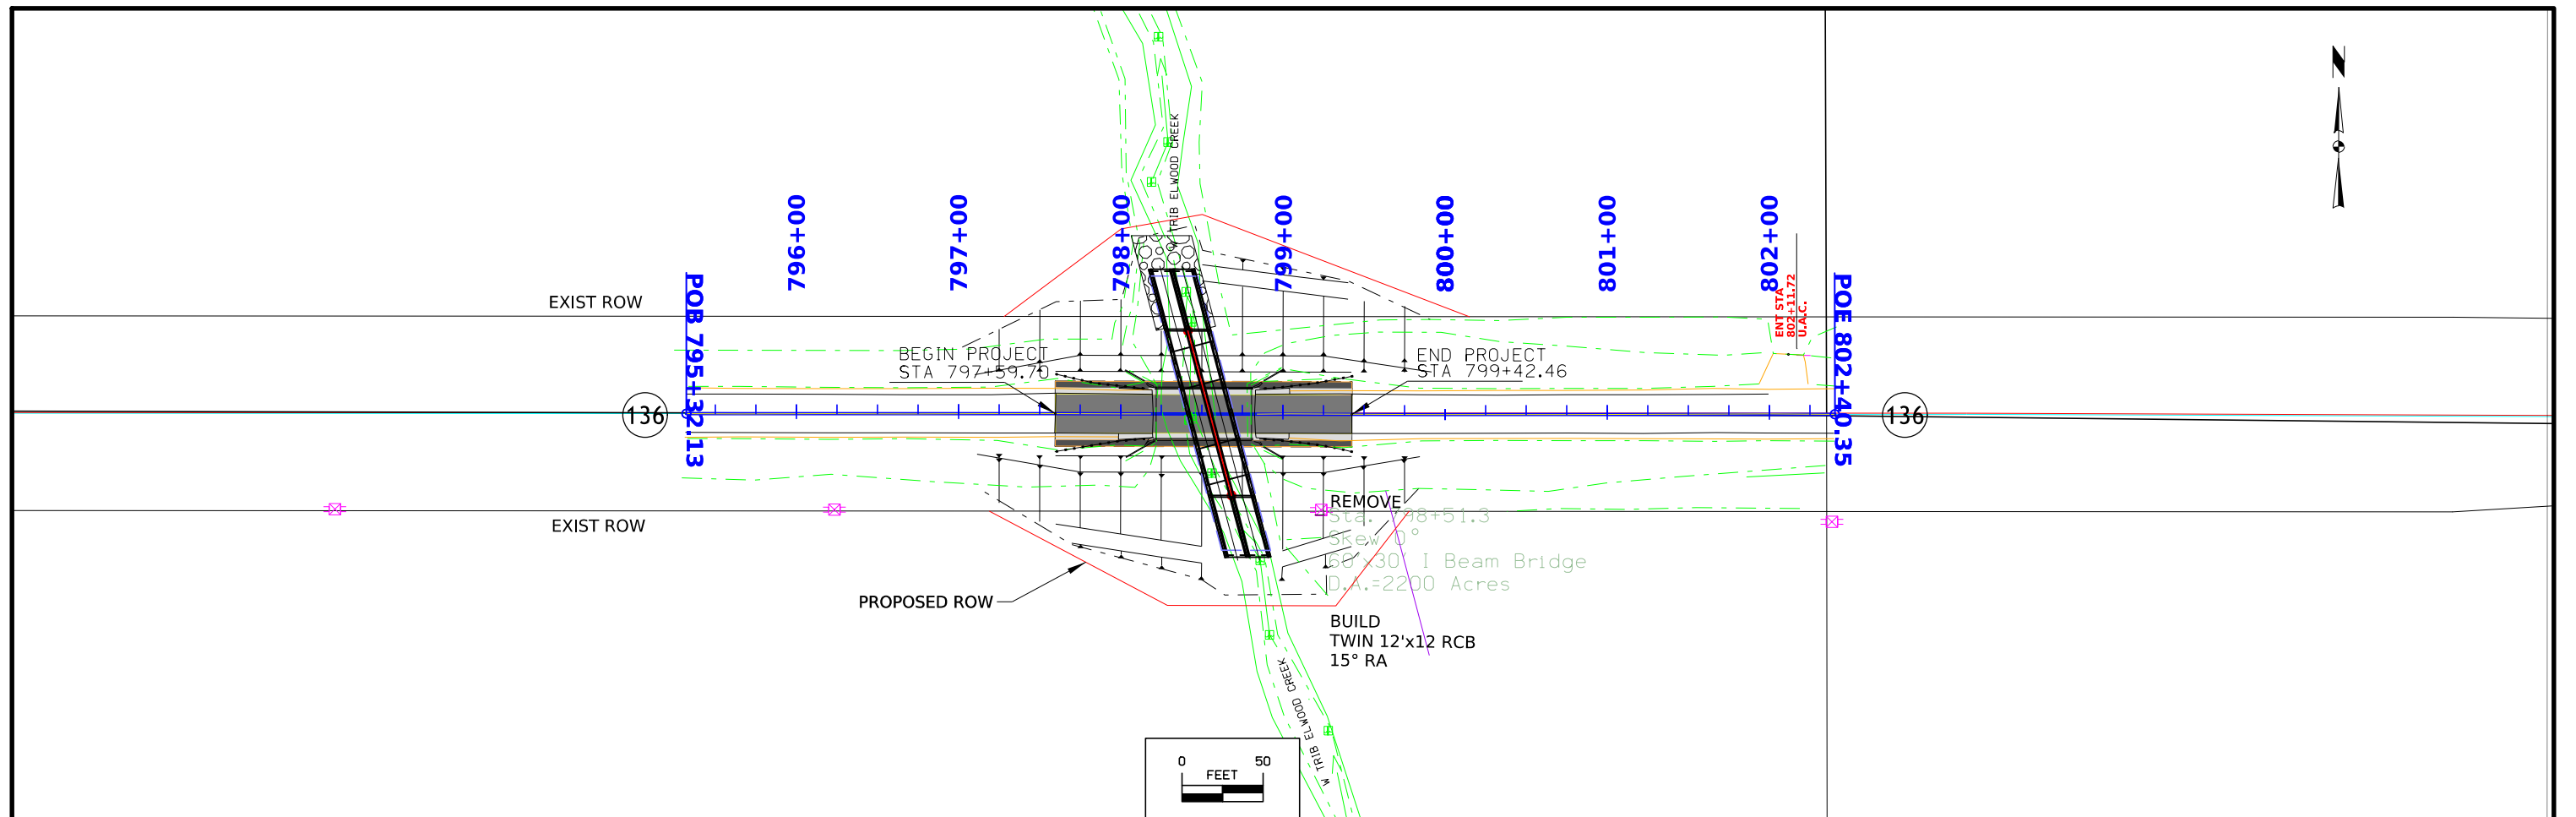 N
W TRIB ELWOOD CREEK
796+00
797+00
798+00
799+00
800+00
801+00
802+00
EXIST ROW
POB 795+32.13
ENT STA
802+11.72
U.A.C.
POE 802+40.35
BEGIN PROJECT
STA 797+59.70
END PROJECT
STA 799+42.46
136
136
EXIST ROW
REMOVE
Sta. 798+51.3
Skew 0°
60'x30' I Beam Bridge
D.A.=2200 Acres
PROPOSED ROW
BUILD
TWIN 12'x12 RCB
15° RA
W TRIB ELWOOD CREEK
0 50
FEET